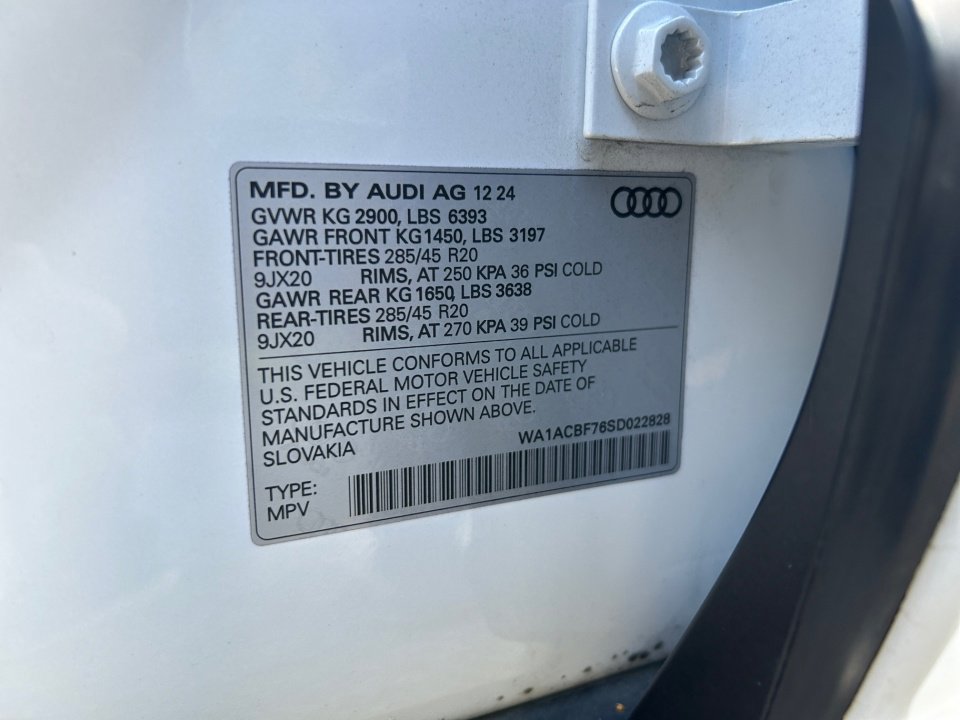 MFD. BY AUDI AG 12 24
GVWR KG 2900, LBS 6393
GAWR FRONT KG1450, LBS 3197
FRONT-TIRES 285/45 R20
9JX20 RIMS, AT 250 KPA 36 PSI COLD
GAWR REAR KG 1650, LBS 3638
REAR-TIRES 285/45 R20
9JX20 RIMS, AT 270 KPA 39 PSI COLD
THIS VEHICLE CONFORMS TO ALL APPLICABLE
U.S. FEDERAL MOTOR VEHICLE SAFETY
STANDARDS IN EFFECT ON THE DATE OF
MANUFACTURE SHOWN ABOVE.
SLOVAKIA WA1ACBF76SD022828
TYPE:
MPV